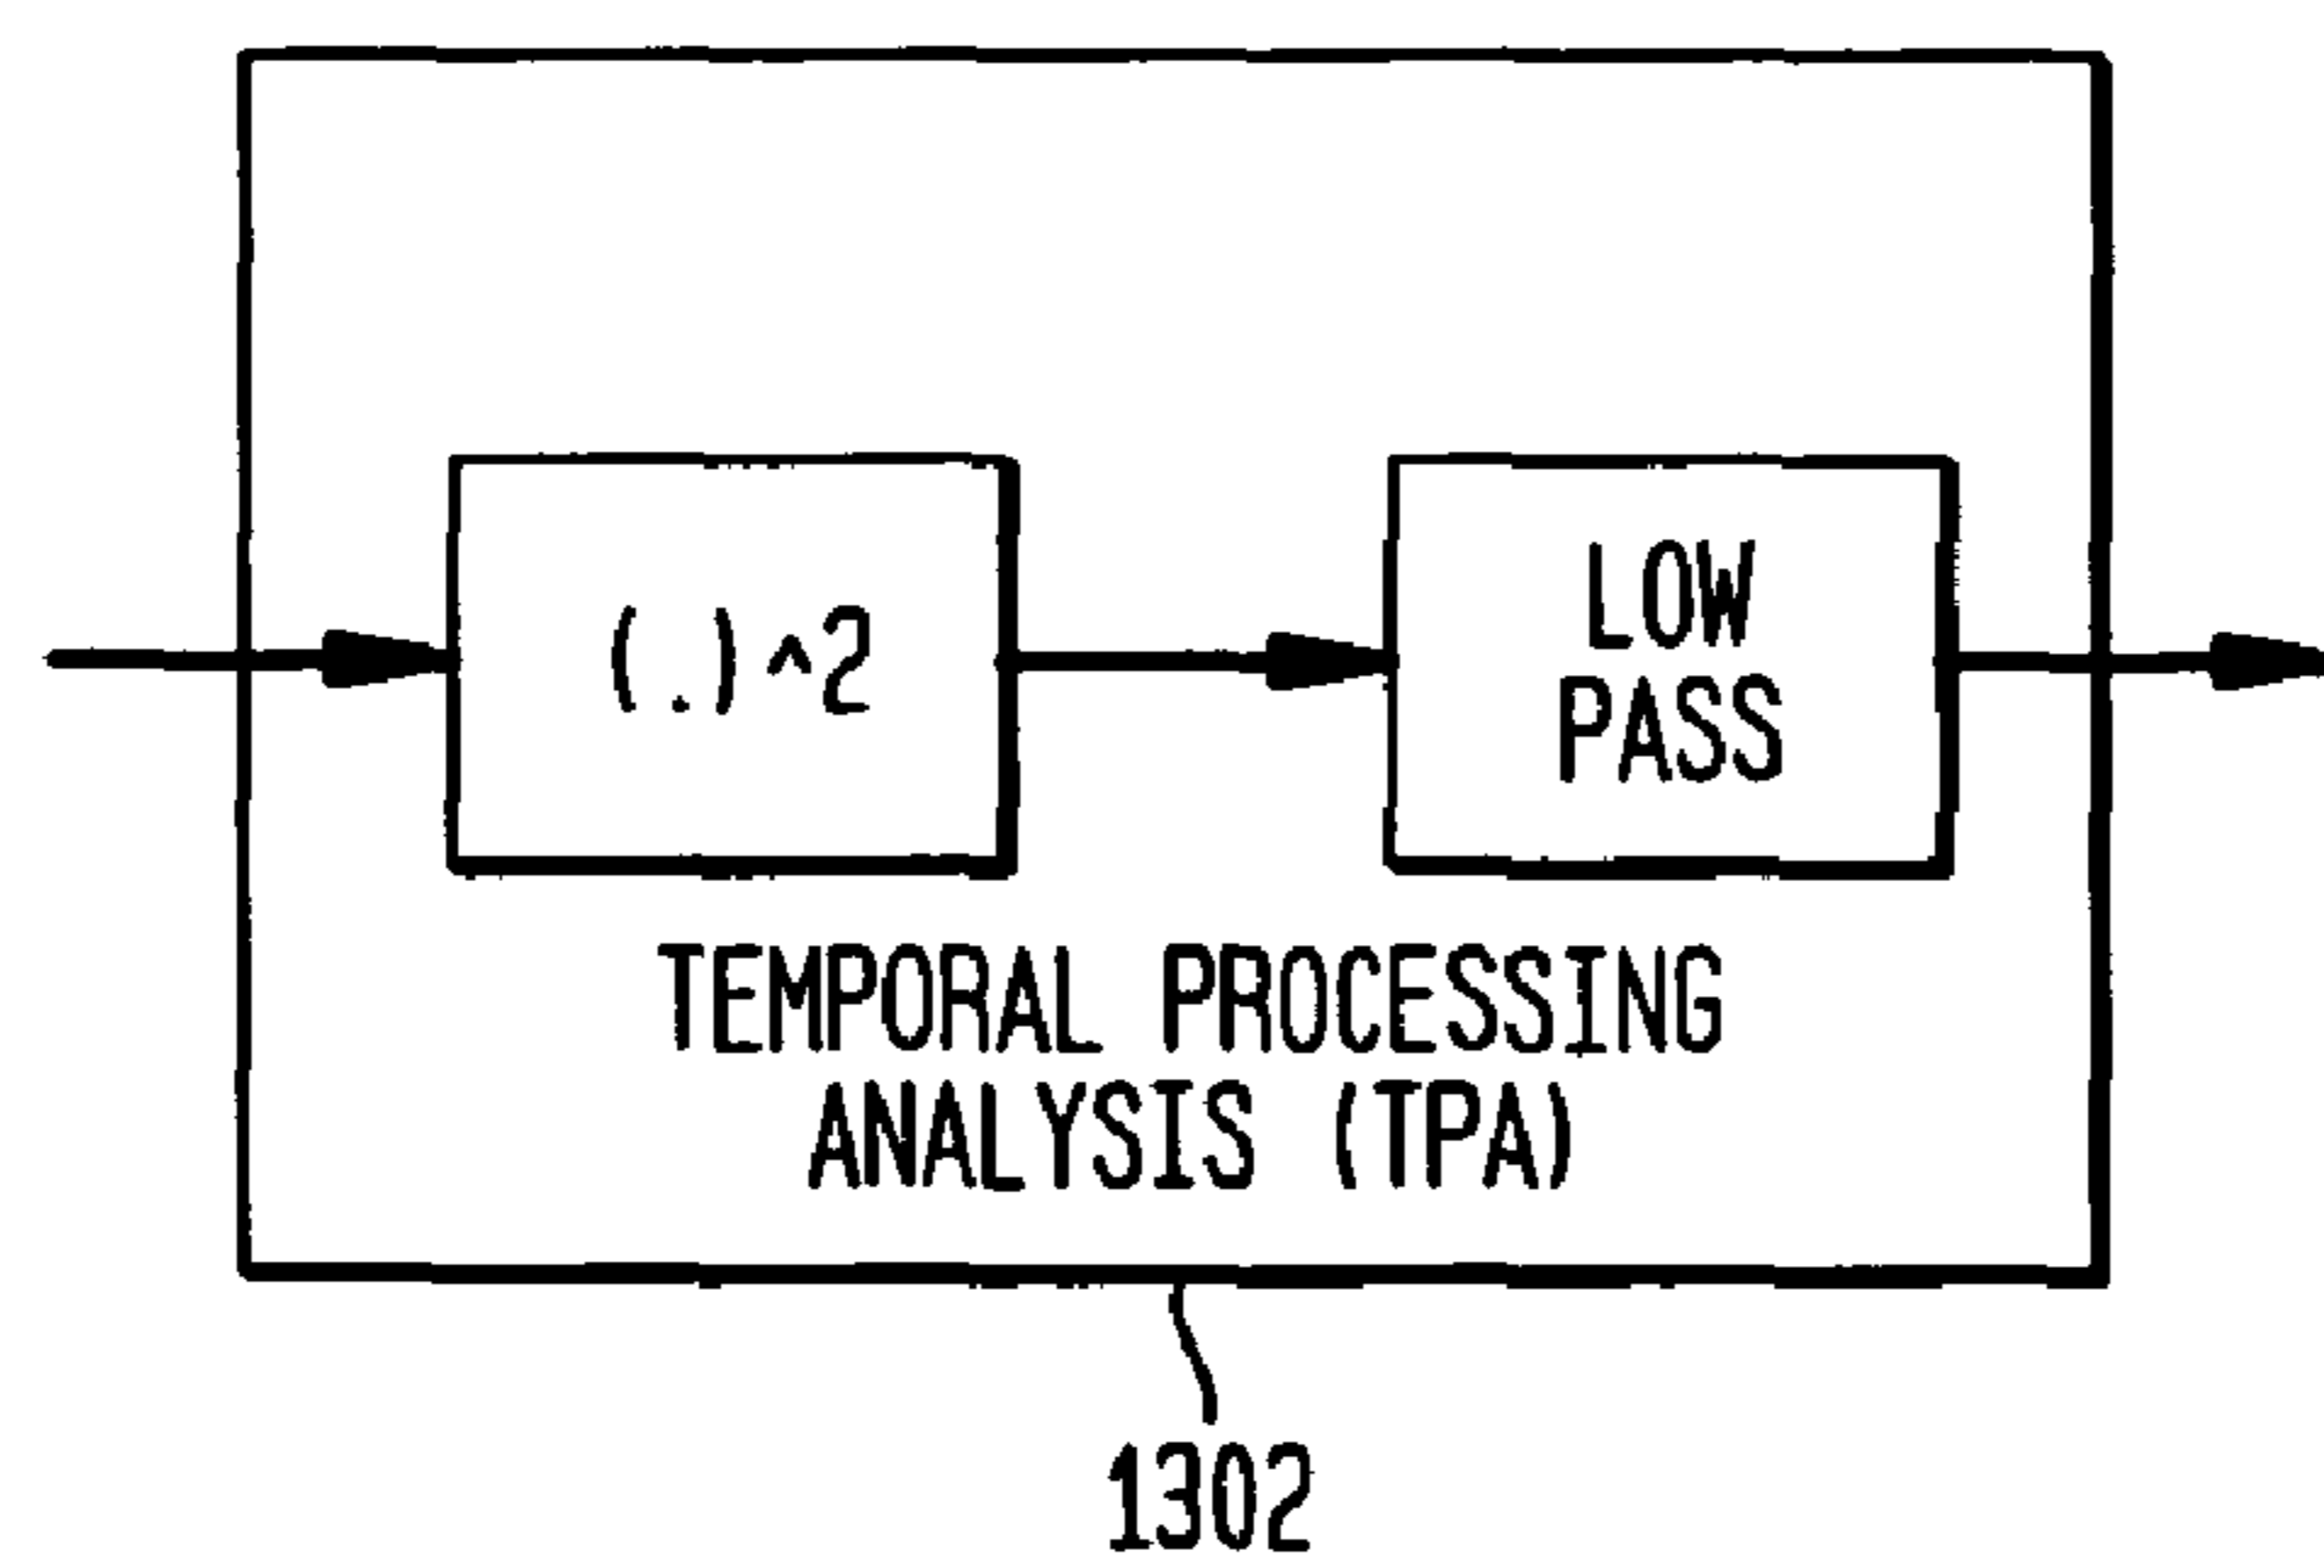 (.)^2
LOW
PASS
TEMPORAL PROCESSING
ANALYSIS (TPA)
1302